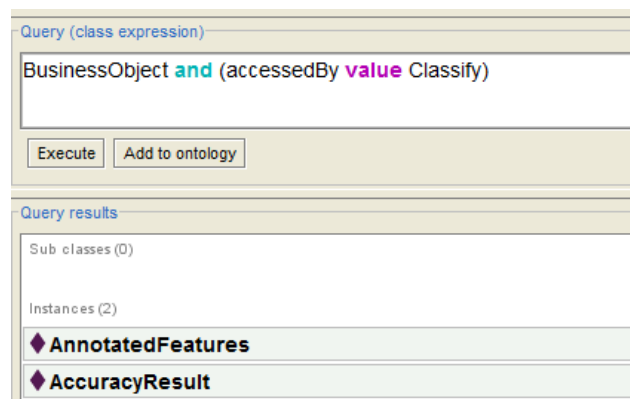 Query (class expression)
BusinessObject and (accessedBy value Classify)
Execute Add to ontology
Query results
Sub classes (0)
Instances (2)
AnnotatedFeatures
AccuracyResult